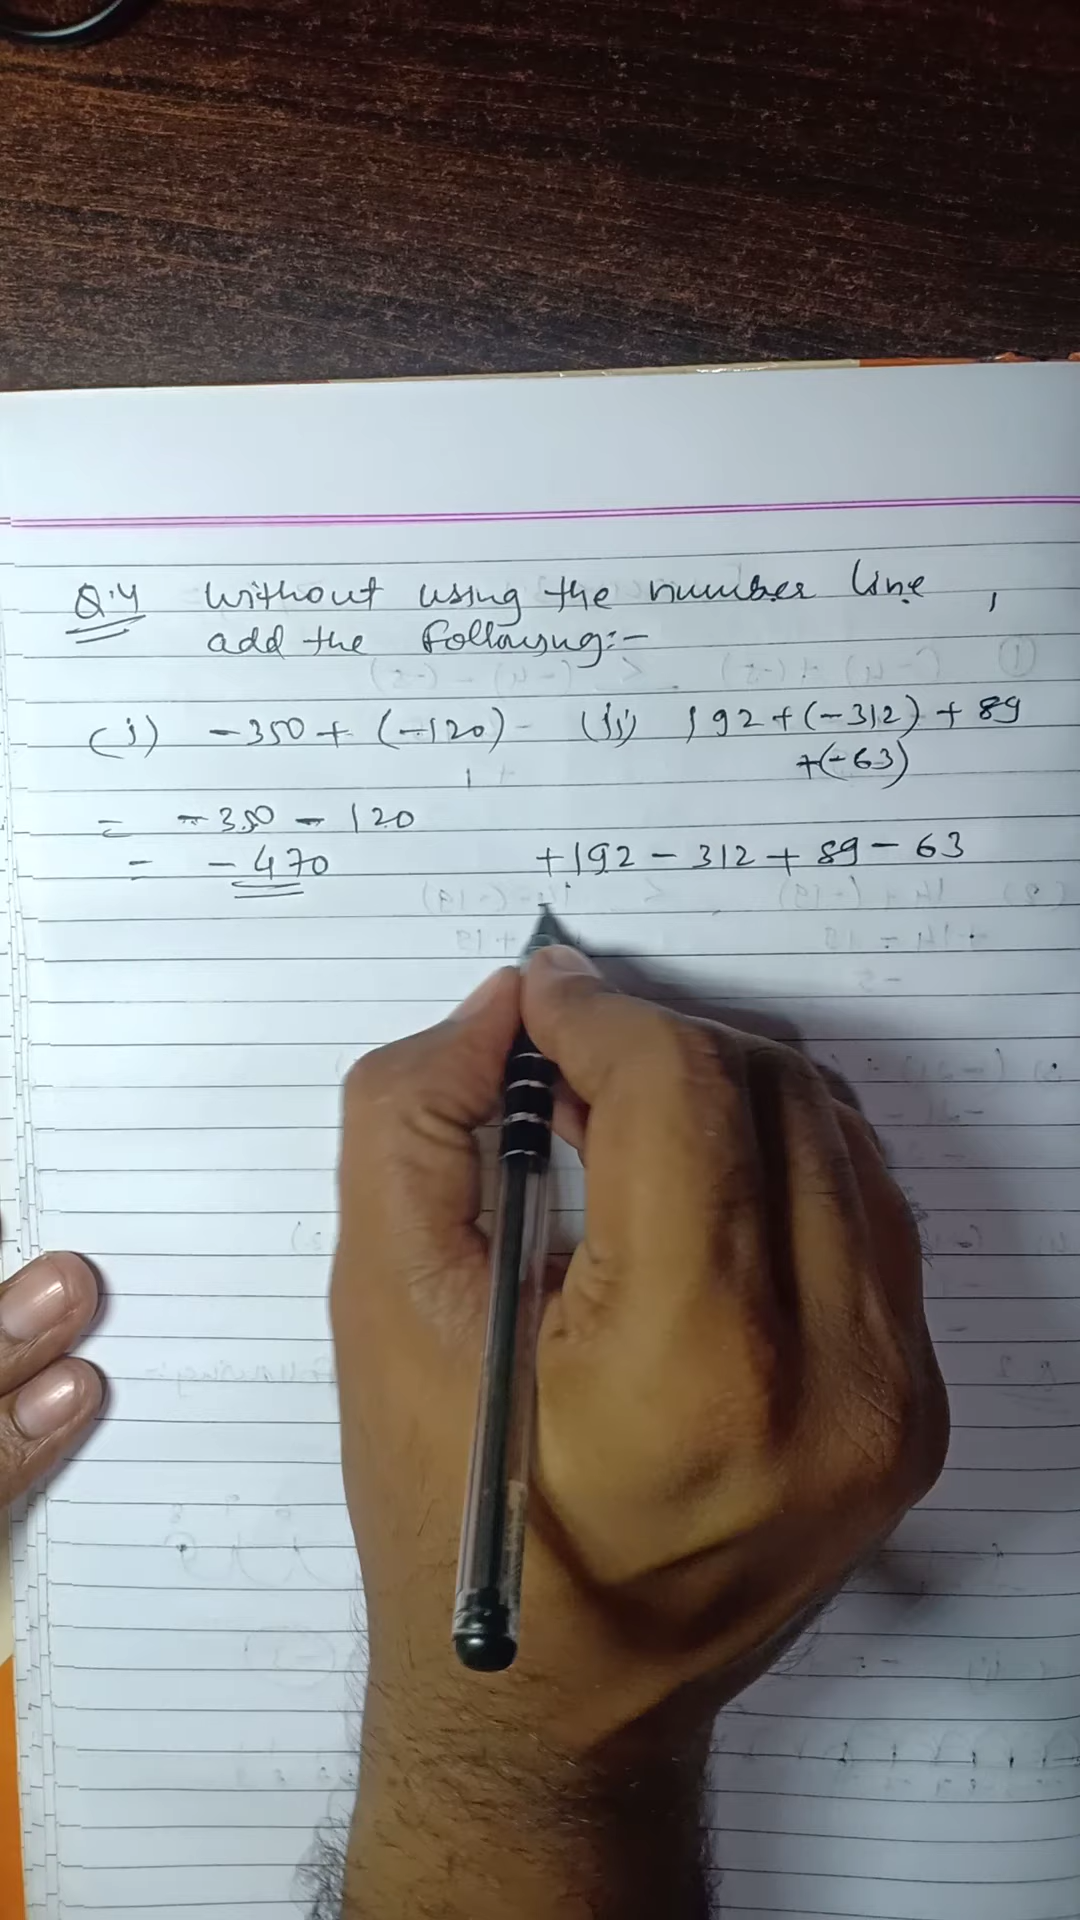 Q.4 Without using the number line,
add the following:-
(i) -350 + (-120) (ii) 192 + (-312) + 89
+(-63)
= -350 - 120
= -470 +192 - 312 + 89 - 63